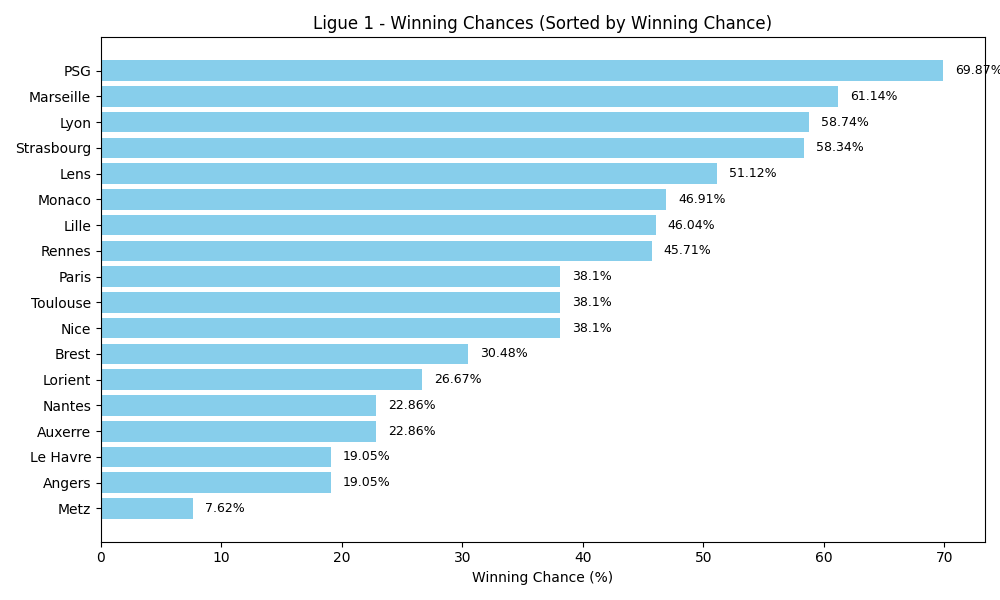 Ligue 1 - Winning Chances (Sorted by Winning Chance)
PSG 69.87%
Marseille 61.14%
Lyon 58.74%
Strasbourg 58.34%
Lens 51.12%
Monaco 46.91%
Lille 46.04%
Rennes 45.71%
Paris 38.1%
Toulouse 38.1%
Nice 38.1%
Brest 30.48%
Lorient 26.67%
Nantes 22.86%
Auxerre 22.86%
Le Havre 19.05%
Angers 19.05%
Metz 7.62%
0 10 20 30 40 50 60 70
Winning Chance (%)